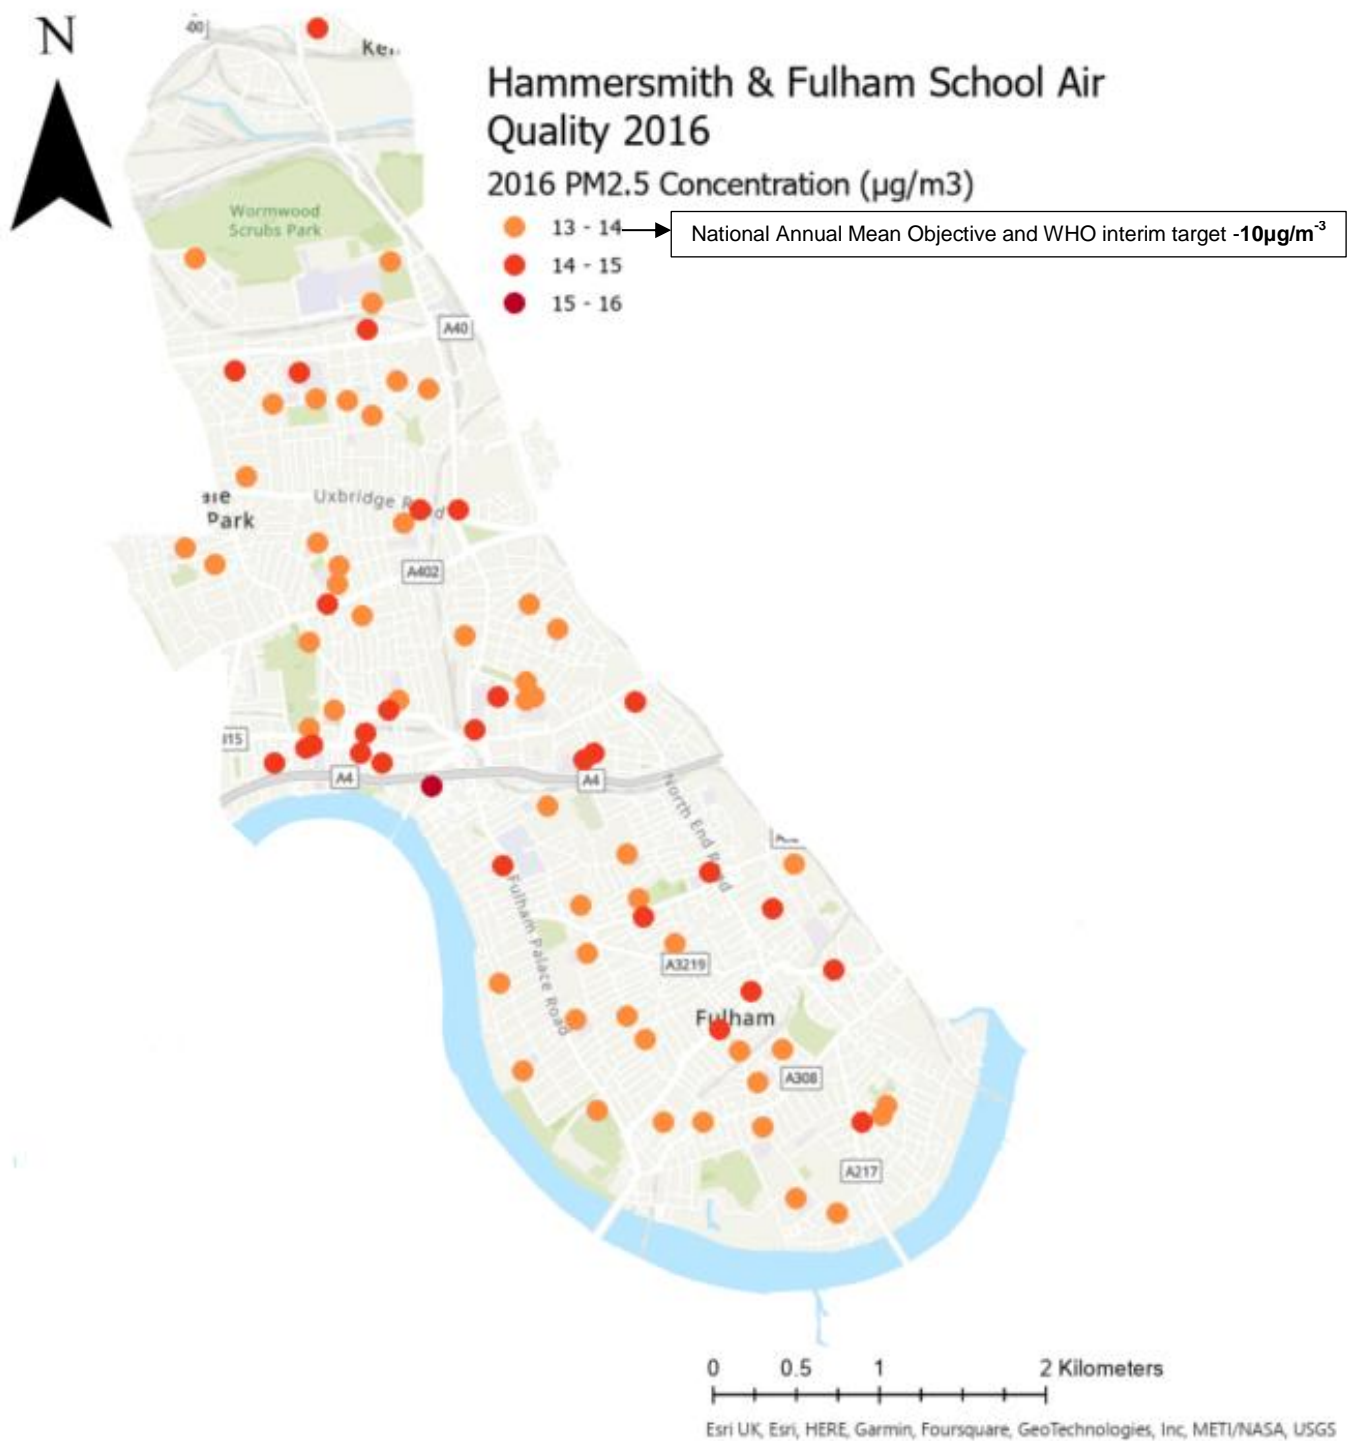 N
Hammersmith & Fulham School Air
Quality 2016
2016 PM2.5 Concentration (µg/m3)
13 - 14
National Annual Mean Objective and WHO interim target -10µg/m-3
14 - 15
15 - 16
Wormwood
Scrubs Park
A40
Uxbridge
Park
A402
A4
A4
North End Road
Fulham Palace Road
A3219
Fulham
A308
A217
0 0.5 1 2 Kilometers
Esri UK, Esri, HERE, Garmin, Foursquare, GeoTechnologies, Inc, METI/NASA, USGS